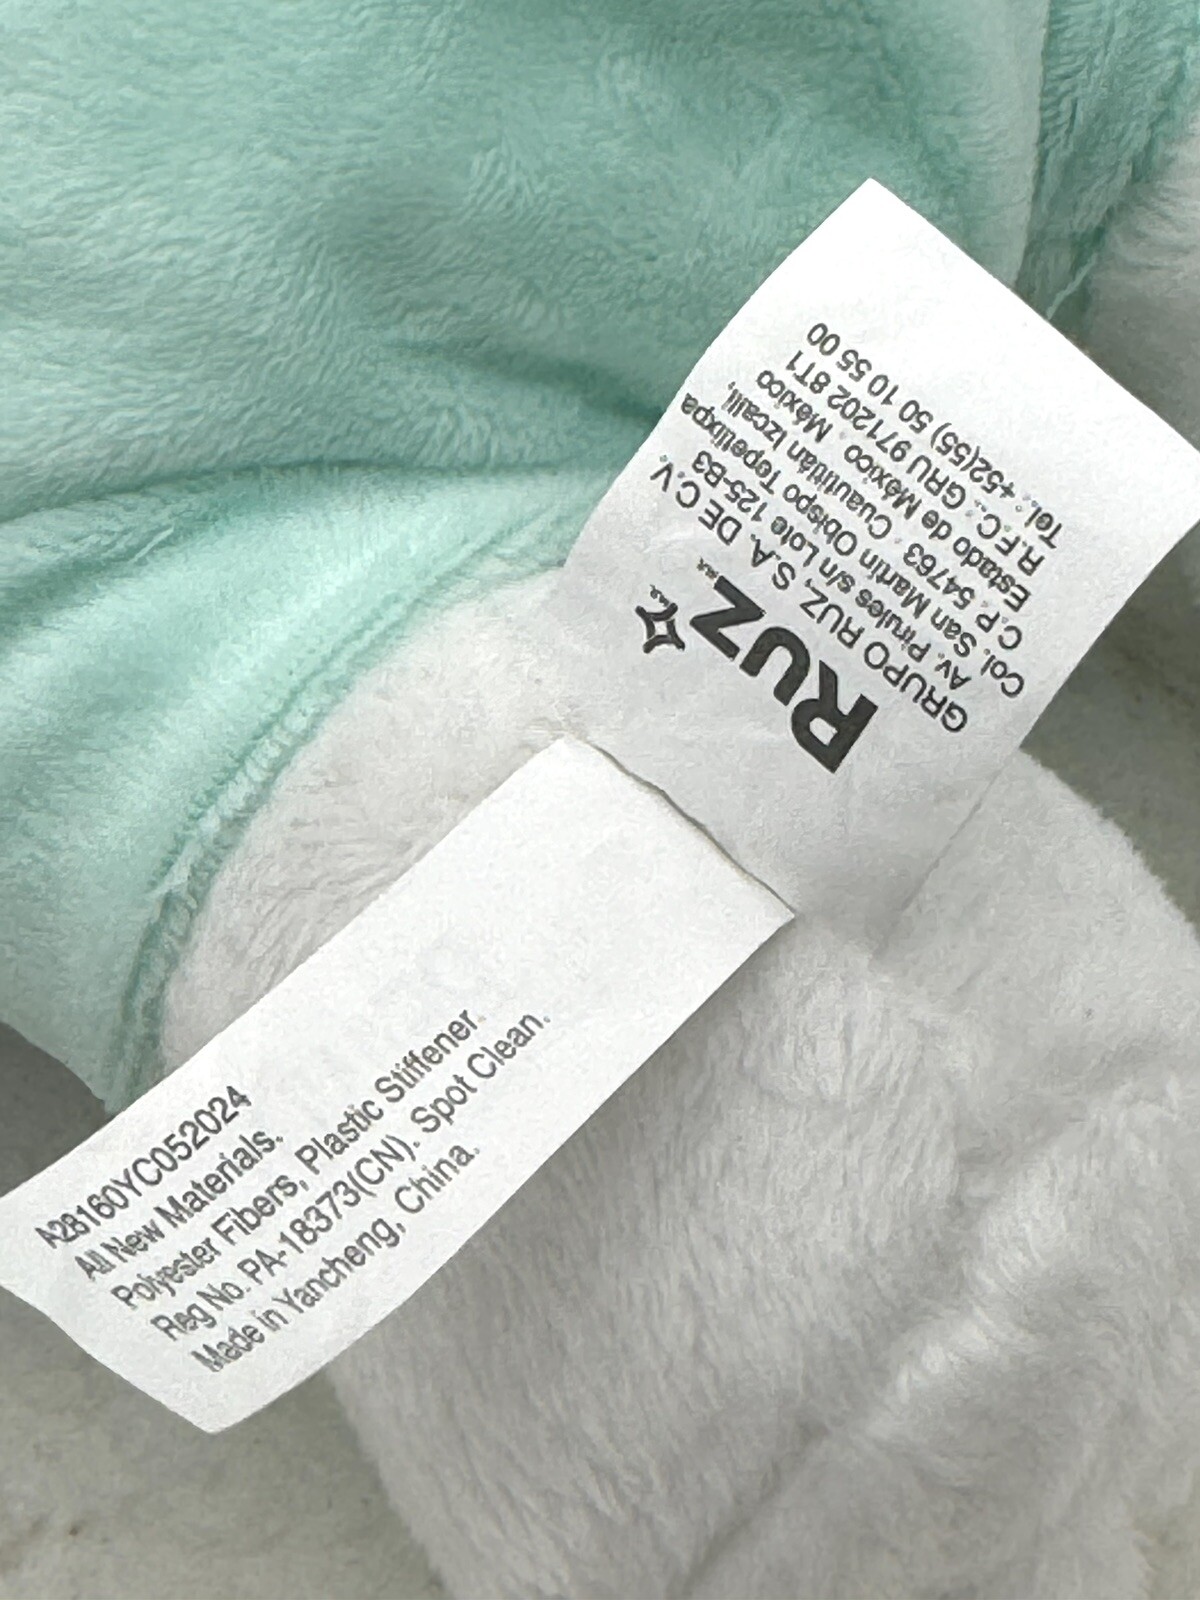 RUZ
M.R.
M.R.
GRUPO RUZ, S.A. DE C.V.
Av. Pirules s/n Lote 125-B3
Col. San Martín Obispo Tepetlixpa
C.P. 54763 Cuautitlán Izcalli,
Estado de México. México
R.F.C.: GRU 971202 8T1
Tel.: +52(55) 50 10 55 00
A28160YC052024
All New Materials.
Polyester Fibers, Plastic Stiffener.
Reg No. PA-18373(CN). Spot Clean.
Made in Yancheng, China.